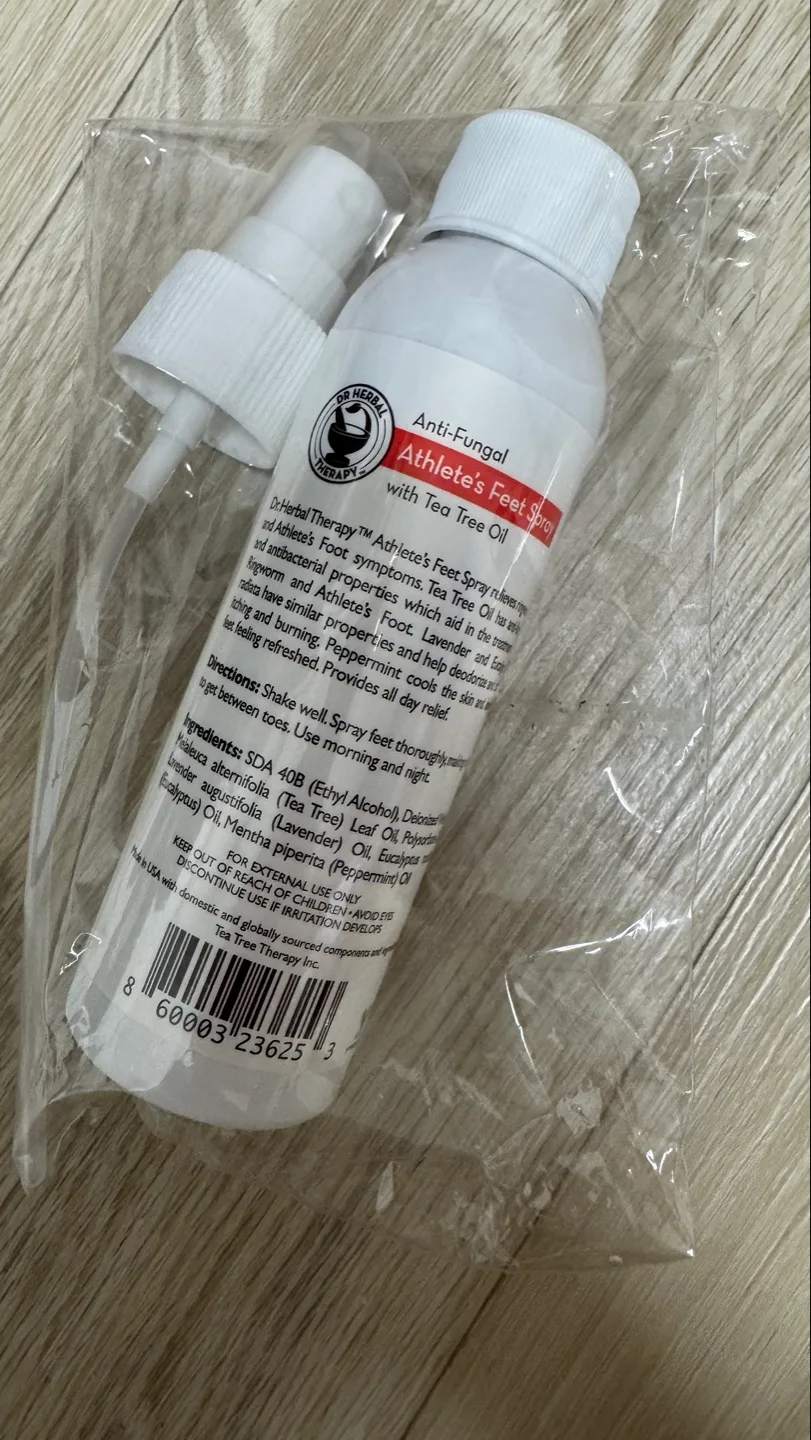 DR HERBAL
THERAPY
Anti-Fungal
Athlete's Feet Spray
with Tea Tree Oil
Dr. Herbal Therapy™ Athlete's Feet Spray relieves
and Athlete's Foot symptoms. Tea Tree Oil has
and antibacterial properties which aid in the
Ringworm and Athlete's Foot. Lavender and
radiata have similar properties and help deodorize
itching and burning. Peppermint cools the skin and
feet feeling refreshed. Provides all day relief.
Directions: Shake well. Spray feet thoroughly,
to get between toes. Use morning and night.
Ingredients: SDA 40B (Ethyl Alcohol), Deionized
Melaleuca alternifolia (Tea Tree) Leaf Oil,
Lavender augustifolia (Lavender) Oil, Eucalyptus
(Eucalyptus) Oil, Mentha piperita (Peppermint) Oil
FOR EXTERNAL USE ONLY
KEEP OUT OF REACH OF CHILDREN • AVOID EYES
DISCONTINUE USE IF IRRITATION DEVELOPS
Made in USA with domestic and globally sourced components and
Tea Tree Therapy Inc.
8 60003 23625 3